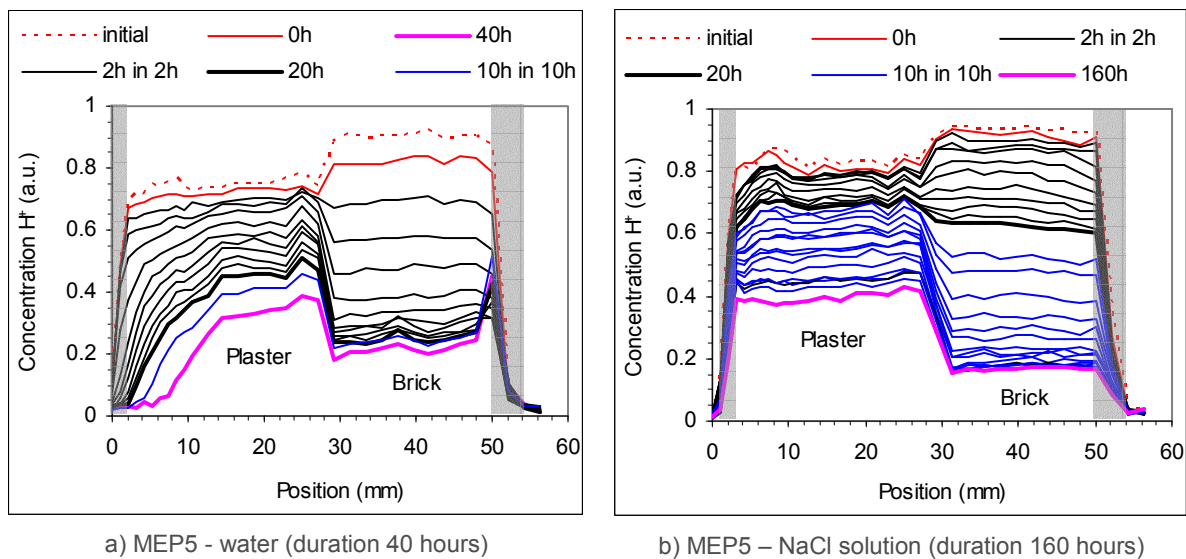 initial 0h 40h
2h in 2h 20h 10h in 10h
Concentration H⁺ (a.u.)
1
0.8
0.6
0.4
0.2
0
Plaster
Brick
0 10 20 30 40 50 60
Position (mm)
a) MEP5 - water (duration 40 hours)
initial 0h 2h in 2h
20h 10h in 10h 160h
Concentration H⁺ (a.u.)
1
0.8
0.6
0.4
0.2
0
Plaster
Brick
0 10 20 30 40 50 60
Position (mm)
b) MEP5 – NaCl solution (duration 160 hours)